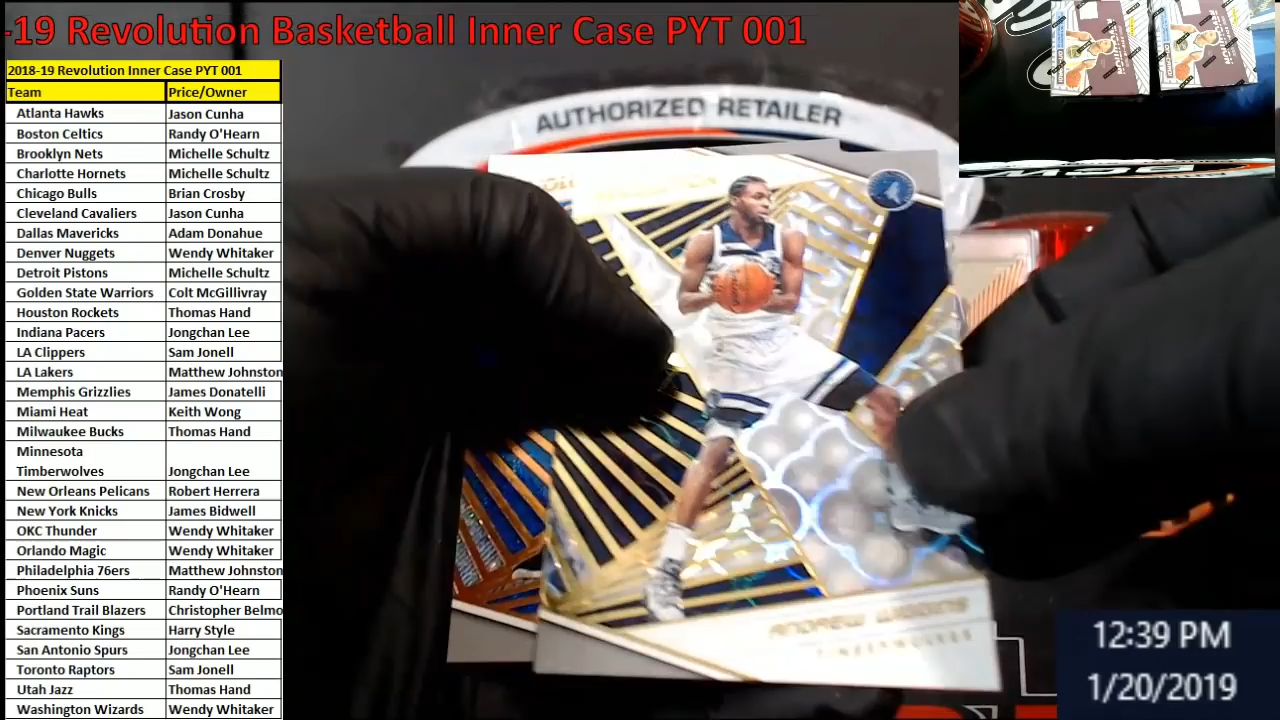 -19 Revolution Basketball Inner Case PYT 001
2018-19 Revolution Inner Case PYT 001
Team Price/Owner
Atlanta Hawks Jason Cunha
Boston Celtics Randy O'Hearn
Brooklyn Nets Michelle Schultz
Charlotte Hornets Michelle Schultz
Chicago Bulls Brian Crosby
Cleveland Cavaliers Jason Cunha
Dallas Mavericks Adam Donahue
Denver Nuggets Wendy Whitaker
Detroit Pistons Michelle Schultz
Golden State Warriors Colt McGillivray
Houston Rockets Thomas Hand
Indiana Pacers Jongchan Lee
LA Clippers Sam Jonell
LA Lakers Matthew Johnston
Memphis Grizzlies James Donatelli
Miami Heat Keith Wong
Milwaukee Bucks Thomas Hand
Minnesota
Timberwolves Jongchan Lee
New Orleans Pelicans Robert Herrera
New York Knicks James Bidwell
OKC Thunder Wendy Whitaker
Orlando Magic Wendy Whitaker
Philadelphia 76ers Matthew Johnston
Phoenix Suns Randy O'Hearn
Portland Trail Blazers Christopher Belmo
Sacramento Kings Harry Style
San Antonio Spurs Jongchan Lee
Toronto Raptors Sam Jonell
Utah Jazz Thomas Hand
Washington Wizards Wendy Whitaker
AUTHORIZED RETAILER
ANDREW WIGGINS
TIMBERWOLVES
12:39 PM
1/20/2019